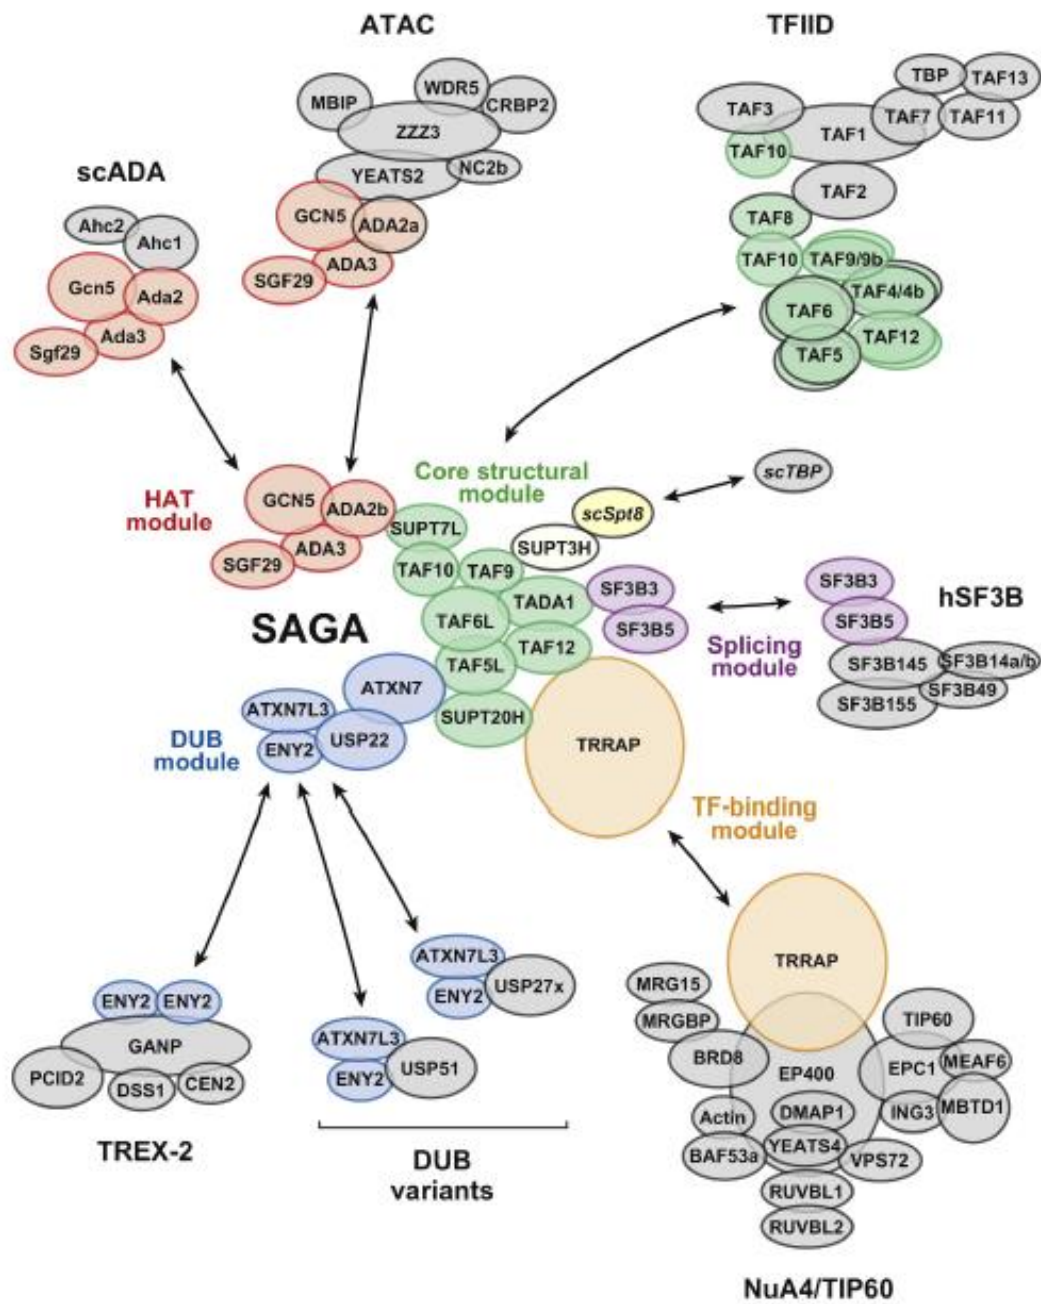 ATAC
TFIID
MBIP
WDR5
CRBP2
ZZZ3
YEATS2
NC2b
GCN5
ADA2a
ADA3
SGF29
TBP
TAF13
TAF3
TAF7
TAF11
TAF1
TAF10
TAF2
TAF8
TAF10
TAF9/9b
TAF4/4b
TAF6
TAF12
TAF5
scADA
Ahc2
Ahc1
Gcn5
Ada2
Ada3
Sgf29
HAT
module
GCN5
ADA2b
ADA3
SGF29
Core structural
module
SUPT7L
TAF10
TAF9
SUPT3H
scSpt8
scTBP
TADA1
TAF6L
TAF12
TAF5L
SUPT20H
SAGA
SF3B3
SF3B5
Splicing
module
hSF3B
SF3B3
SF3B5
SF3B145
SF3B14a/b
SF3B49
SF3B155
ATXN7
ATXN7L3
USP22
ENY2
DUB
module
TRRAP
TF-binding
module
ENY2
ENY2
GANP
PCID2
DSS1
CEN2
TREX-2
ATXN7L3
ENY2
USP27x
ATXN7L3
ENY2
USP51
DUB
variants
TRRAP
MRG15
MRGBP
BRD8
EP400
TIP60
EPC1
MEAF6
ING3
MBTD1
Actin
DMAP1
BAF53a
YEATS4
VPS72
RUVBL1
RUVBL2
NuA4/TIP60